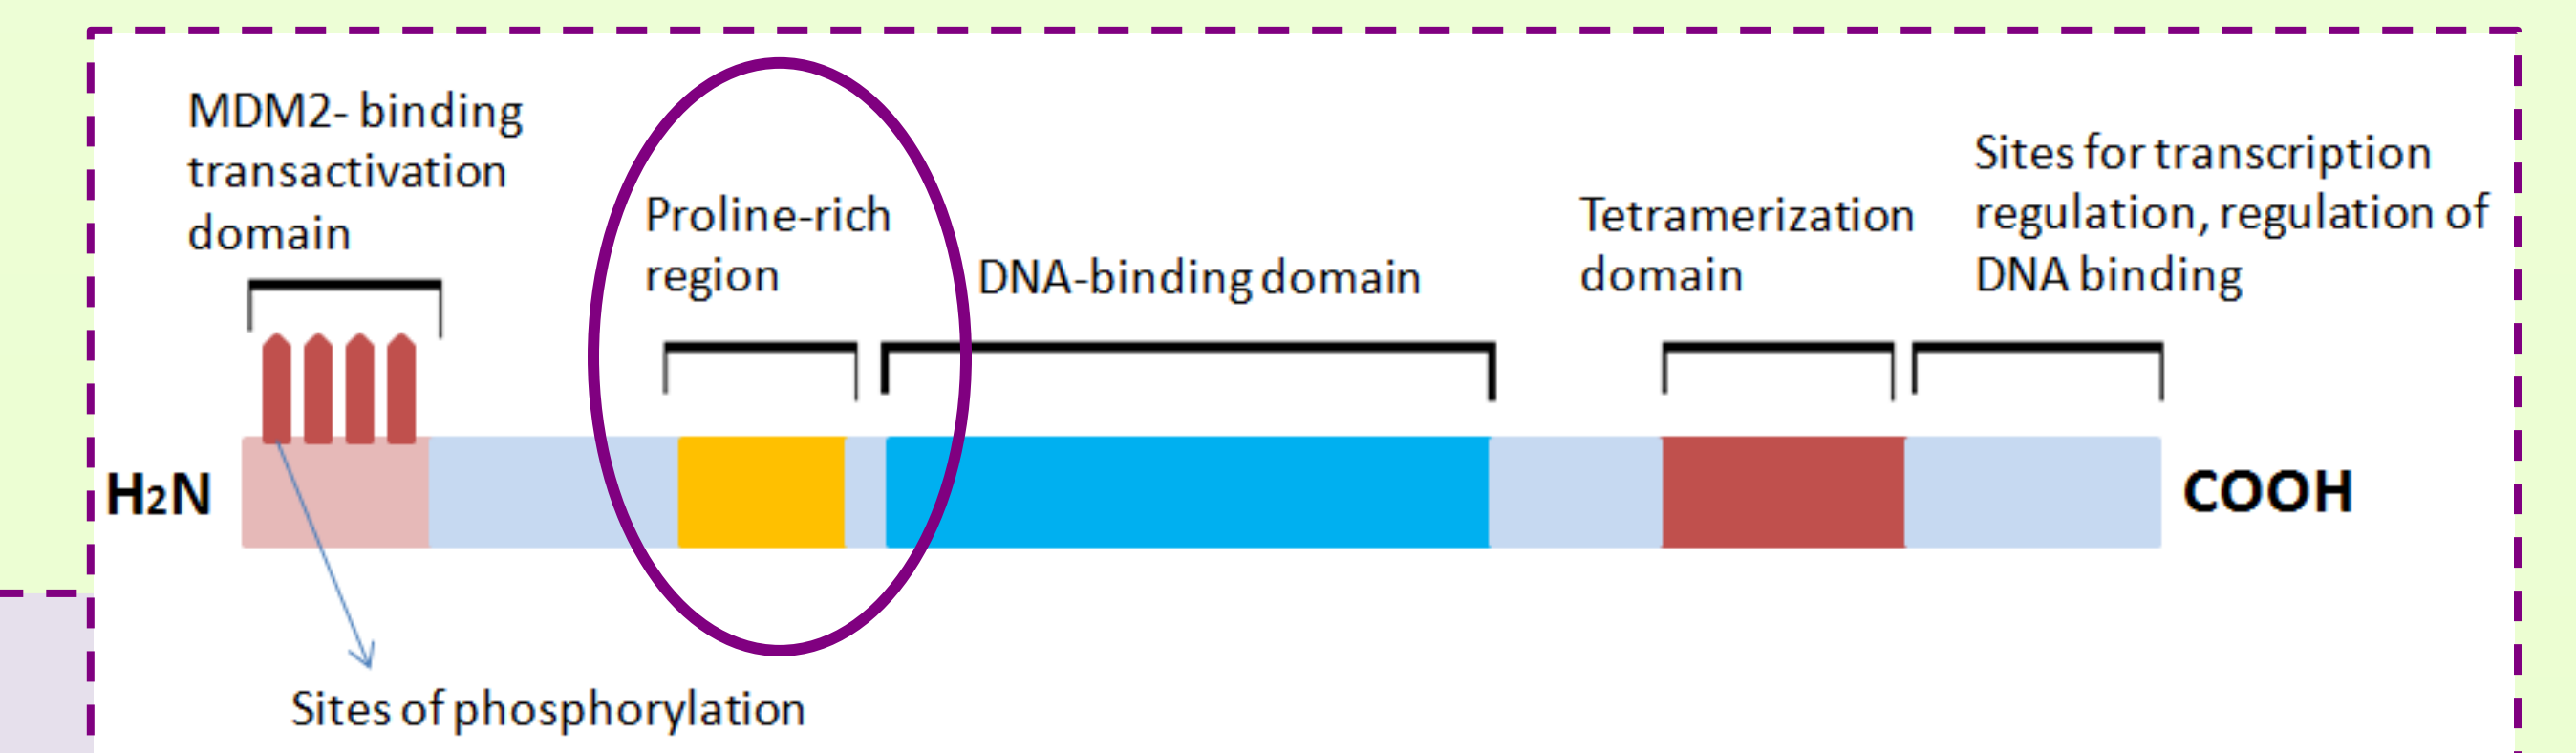 MDM2- binding
transactivation
domain
Proline-rich
region
DNA-binding domain
Tetramerization
domain
Sites for transcription
regulation, regulation of
DNA binding
H2N
COOH
Sites of phosphorylation